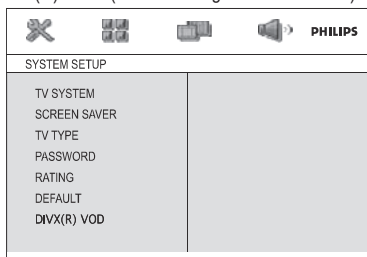 PHILIPS
SYSTEM SETUP
TV SYSTEM
SCREEN SAVER
TV TYPE
PASSWORD
RATING
DEFAULT
DIVX(R) VOD